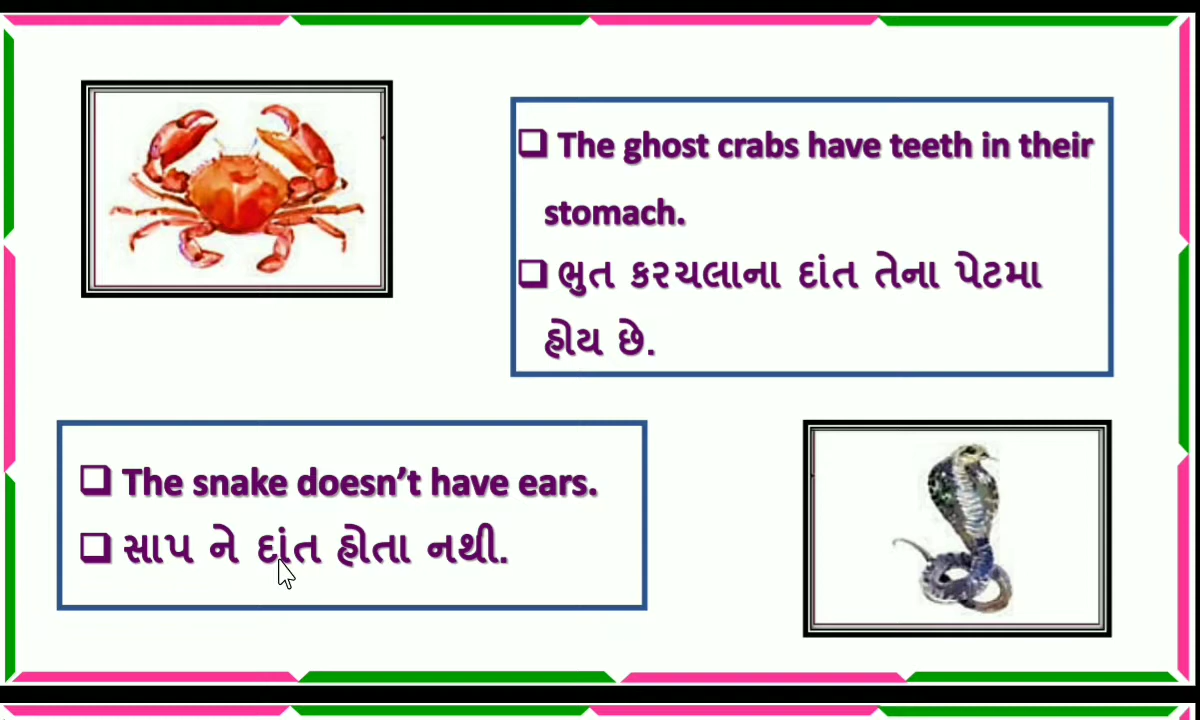 ❑ The ghost crabs have teeth in their
stomach.
❑ ભુત કરચલાના દાંત તેના પેટમા
હોય છે.
❑ The snake doesn't have ears.
❑ સાપ ને દાંત હોતા નથી.